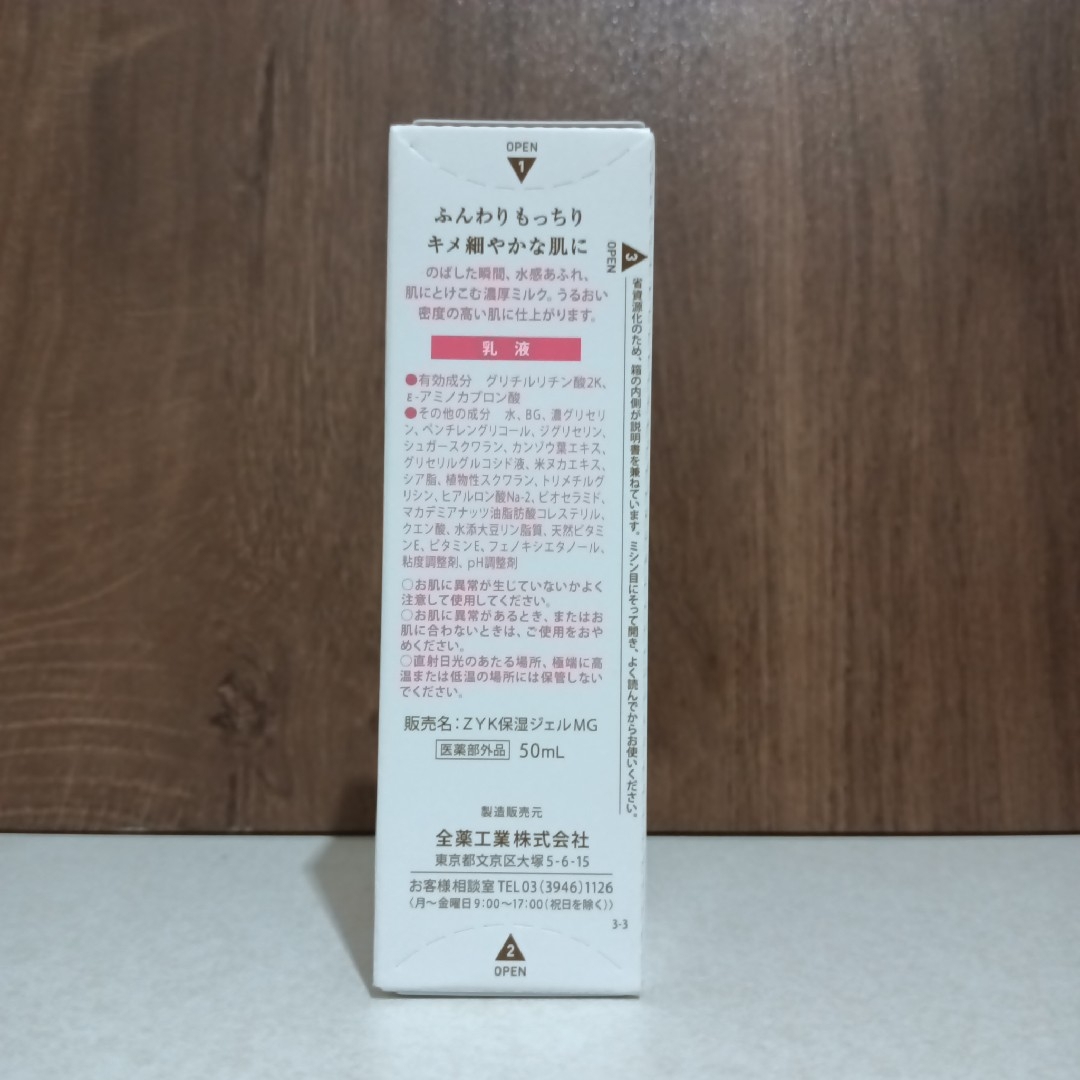 OPEN
1
ふんわりもっちり
キメ細やかな肌に
のばした瞬間、水感あふれ、
肌にとけこむ濃厚ミルク。うるおい
密度の高い肌に仕上がります。
乳 液
●有効成分 グリチルリチン酸2K、
ε-アミノカプロン酸
●その他の成分 水、BG、濃グリセリ
ン、ペンチレングリコール、ジグリセリン、
シュガースクワラン、カンゾウ葉エキス、
グリセリルグルコシド液、米ヌカエキス、
シア脂、植物性スクワラン、トリメチルグ
リシン、ヒアルロン酸Na-2、ビオセラミド、
マカデミアナッツ油脂肪酸コレステリル、
クエン酸、水添大豆リン脂質、天然ビタミ
ンE、ビタミンE、フェノキシエタノール、
粘度調整剤、pH調整剤
○お肌に異常が生じていないかよく
注意して使用してください。
○お肌に異常があるとき、またはお
肌に合わないときは、ご使用をおや
めください。
○直射日光のあたる場所、極端に高
温または低温の場所には保管しない
でください。
販売名:ZYK保湿ジェルMG
医薬部外品 50mL
製造販売元
全薬工業株式会社
東京都文京区大塚5-6-15
お客様相談室 TEL 03(3946)1126
〈月～金曜日9:00～17:00(祝日を除く)〉
3-3
2
OPEN
3
OPEN
省資源化のため、箱の内側が説明書を兼ねています。ミシン目にそって開き、よく読んでからお使いください。